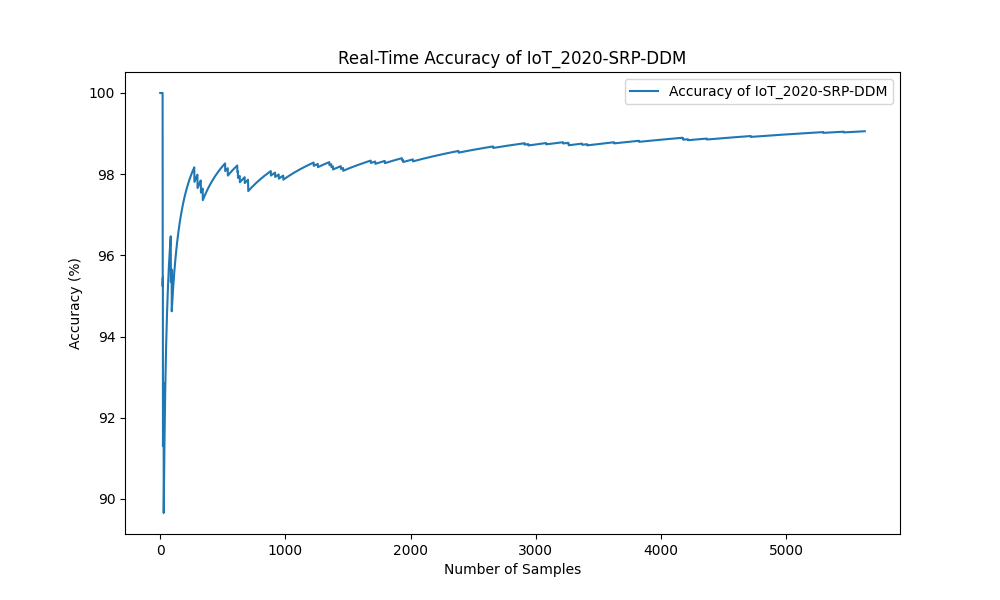 Real-Time Accuracy of IoT_2020-SRP-DDM
Accuracy of IoT_2020-SRP-DDM
100
98
96
94
92
90
Accuracy (%)
0 1000 2000 3000 4000 5000
Number of Samples